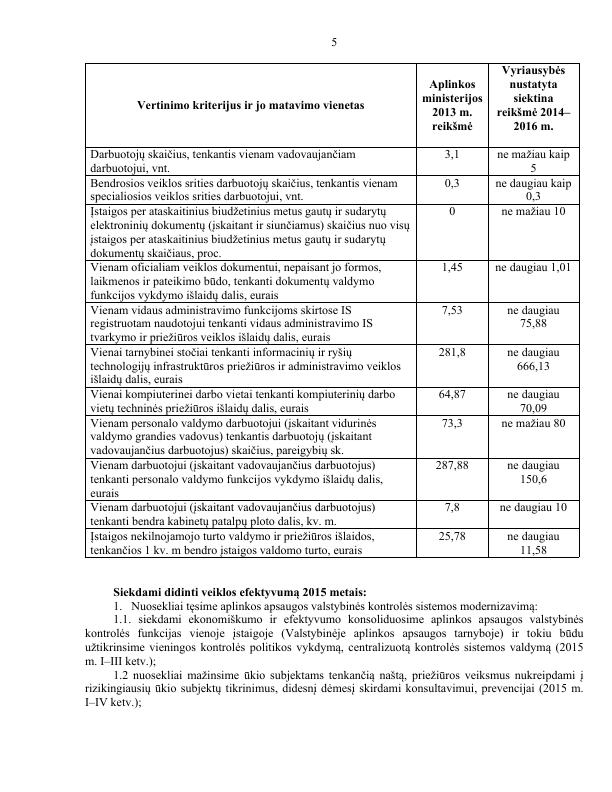 5
Vertinimo kriterijus ir jo matavimo vienetas
Aplinkos
ministerijos
2013 m.
reikšmė
Vyriausybės
nustatyta
siektina
reikšmė 2014–
2016 m.
Darbuotojų skaičius, tenkantis vienam vadovaujančiam
darbuotojui, vnt.
3,1
ne mažiau kaip
5
Bendrosios veiklos srities darbuotojų skaičius, tenkantis vienam
specialiosios veiklos srities darbuotojui, vnt.
0,3
ne daugiau kaip
0,3
Įstaigos per ataskaitinius biudžetinius metus gautų ir sudarytų
elektroninių dokumentų (įskaitant ir siunčiamus) skaičius nuo visų
įstaigos per ataskaitinius biudžetinius metus gautų ir sudarytų
dokumentų skaičiaus, proc.
0
ne mažiau 10
Vienam oficialiam veiklos dokumentui, nepaisant jo formos,
laikmenos ir pateikimo būdo, tenkanti dokumentų valdymo
funkcijos vykdymo išlaidų dalis, eurais
1,45
ne daugiau 1,01
Vienam vidaus administravimo funkcijoms skirtose IS
registruotam naudotojui tenkanti vidaus administravimo IS
tvarkymo ir priežiūros veiklos išlaidų dalis, eurais
7,53
ne daugiau
75,88
Vienai tarnybinei stočiai tenkanti informacinių ir ryšių
technologijų infrastruktūros priežiūros ir administravimo veiklos
išlaidų dalis, eurais
281,8
ne daugiau
666,13
Vienai kompiuterinei darbo vietai tenkanti kompiuterinių darbo
vietų techninės priežiūros išlaidų dalis, eurais
64,87
ne daugiau
70,09
Vienam personalo valdymo darbuotojui (įskaitant vidurinės
valdymo grandies vadovus) tenkantis darbuotojų (įskaitant
vadovaujančius darbuotojus) skaičius, pareigybių sk.
73,3
ne mažiau 80
Vienam darbuotojui (įskaitant vadovaujančius darbuotojus)
tenkanti personalo valdymo funkcijos vykdymo išlaidų dalis,
eurais
287,88
ne daugiau
150,6
Vienam darbuotojui (įskaitant vadovaujančius darbuotojus)
tenkanti bendra kabinetų patalpų ploto dalis, kv. m.
7,8
ne daugiau 10
Įstaigos nekilnojamojo turto valdymo ir priežiūros išlaidos,
tenkančios 1 kv. m bendro įstaigos valdomo turto, eurais
25,78
ne daugiau
11,58
Siekdami didinti veiklos efektyvumą 2015 metais:
1. Nuosekliai tęsime aplinkos apsaugos valstybinės kontrolės sistemos modernizavimą:
1.1. siekdami ekonomiškumo ir efektyvumo konsoliduosime aplinkos apsaugos valstybinės
kontrolės funkcijas vienoje įstaigoje (Valstybinėje aplinkos apsaugos tarnyboje) ir tokiu būdu
užtikrinsime vieningos kontrolės politikos vykdymą, centralizuotą kontrolės sistemos valdymą (2015
m. I–III ketv.);
1.2 nuosekliai mažinsime ūkio subjektams tenkančią naštą, priežiūros veiksmus nukreipdami į
rizikingiausių ūkio subjektų tikrinimus, didesnį dėmesį skirdami konsultavimui, prevencijai (2015 m.
I–IV ketv.);